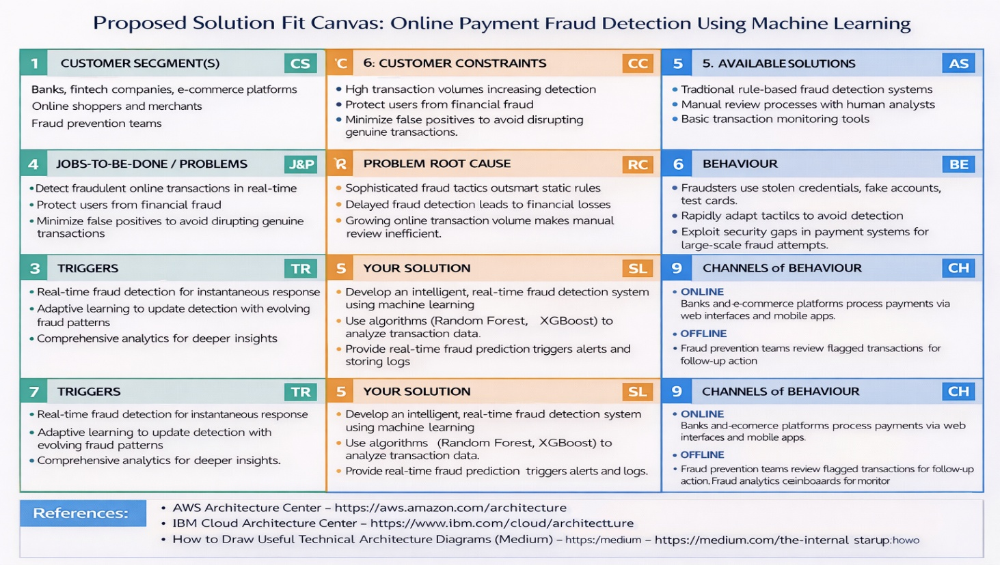 Proposed Solution Fit Canvas: Online Payment Fraud Detection Using Machine Learning
1 CUSTOMER SECGMENT(S) CS
Banks, fintech companies, e-commerce platforms
Online shoppers and merchants
Fraud prevention teams
C 6: CUSTOMER CONSTRAINTS CC
• Hgh transaction volumes increasing detection
• Protect users from financial fraud
• Minimize false positives to avoid disrupting
genuine transactions.
5 5. AVAILABLE SOLUTIONS AS
• Tradtional rule-based fraud detection systems
• Manual review processes with human analysts
• Basic transaction monitoring tools
4 JOBS-TO-BE-DONE / PROBLEMS J&P
• Detect fraudulent online transactions in real-time
• Protect users from financial fraud
• Minimize false positives to avoid dirupting genuine
transactions
R PROBLEM ROOT CAUSE RC
• Sophisticated fraud tactics outsmart static rules
• Delayed fraud detection leads to financial losses
• Growing online transaction volume makes manual
review inefficient.
6 BEHAVIOUR BE
• Fraudsters use stolen credentials, fake accounts,
test cards.
• Rapidly adapt tactilcs to avoid detection
• Exploit security gaps in payment systems for
large-scale fraud attempts.
3 TRIGGERS TR
• Real-time fraud detection for instantaneous response
• Adaptive learning to update detection with evolving
fraud patterns
• Comprehensive analytics for deeper insights
5 YOUR SOLUTION SL
• Develop an intelligent, real-time fraud detection system
using machine learning
• Use algorithms (Random Forest, XGBoost) to
analyze transaction data.
• Provide real-time fraud prediction triggers alerts and
storing logs
9 CHANNELS of BEHAVIOUR CH
• ONLINE
Banks and-e-commerce platforms process payments via
web interfaces and mobile apps.
• OFFLINE
• Fraud prevention teams review flagged transactions for
follow-up action
7 TRIGGERS TR
• Real-time fraud detection for instantaneous response
• Adaptive learning to update detection with
evolving fraud patterns
• Comprehensive analytics for deeper insights.
5 YOUR SOLUTION SL
• Develop an intelligent, real-time fraud detection system
using machine learning
• Use algorithms (Random Forest, XGBoost) to
analyze transaction data.
• Provide real-time fraud prediction triggers alerts and logs.
9 CHANNELS of BEHAVIOUR CH
• ONLINE
Banks and-ecomerce platforms process payments via web
interfaces and mobile apps.
• OFFLINE
• Fraud prevention teams review flagged transactions for follow-up
action. Fraud analytics ceinboaards for montor
References:
• AWS Architecture Center – https://aws.amazon.com/architecture
• IBM Cloud Architecture Center – https://www.ibm.com/cloud/architectt.ure
• How to Draw Useful Technical Architecture Diagrams (Medium) – https:/medium – https://medium.com/the-internal starup:howo